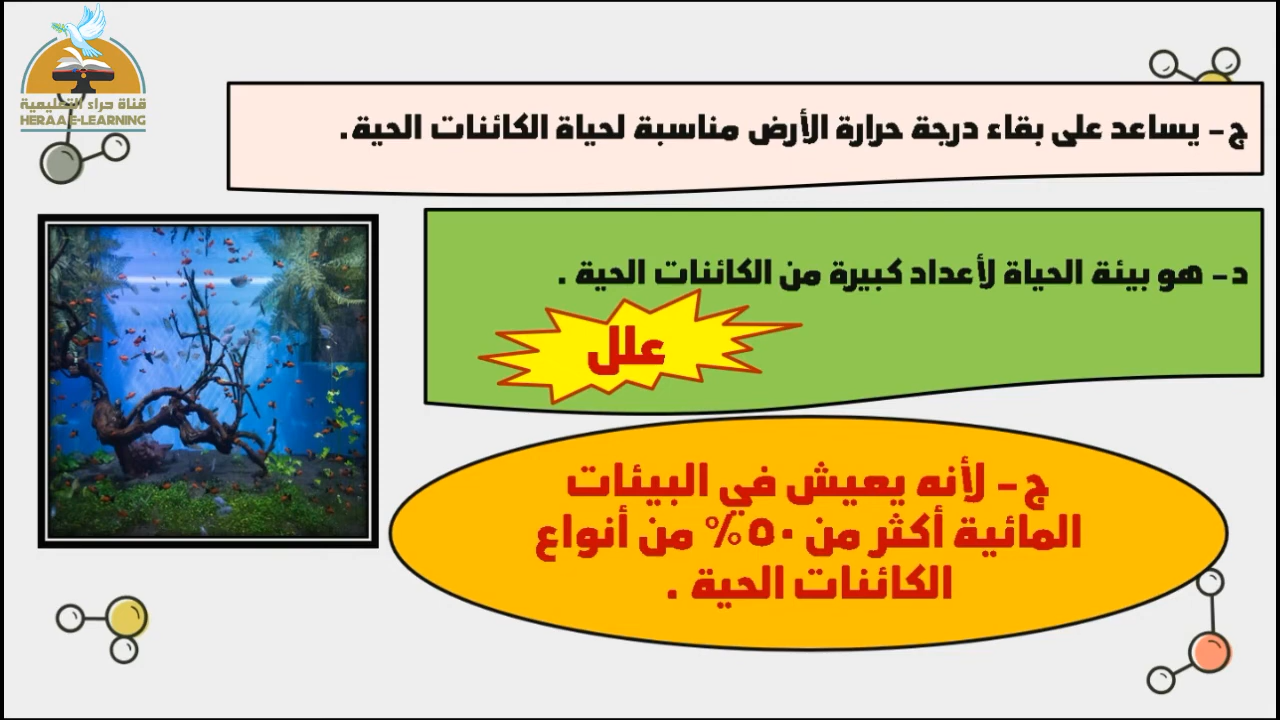 قناة حراء التعليمية
HERAA E-LEARNING
ج- يساعد على بقاء درجة حرارة الأرض مناسبة لحياة الكائنات الحية.
د- هو بيئة الحياة لأعداد كبيرة من الكائنات الحية .
علل
ج- لأنه يعيش في البيئات
المائية أكثر من ٥٠% من أنواع
الكائنات الحية .